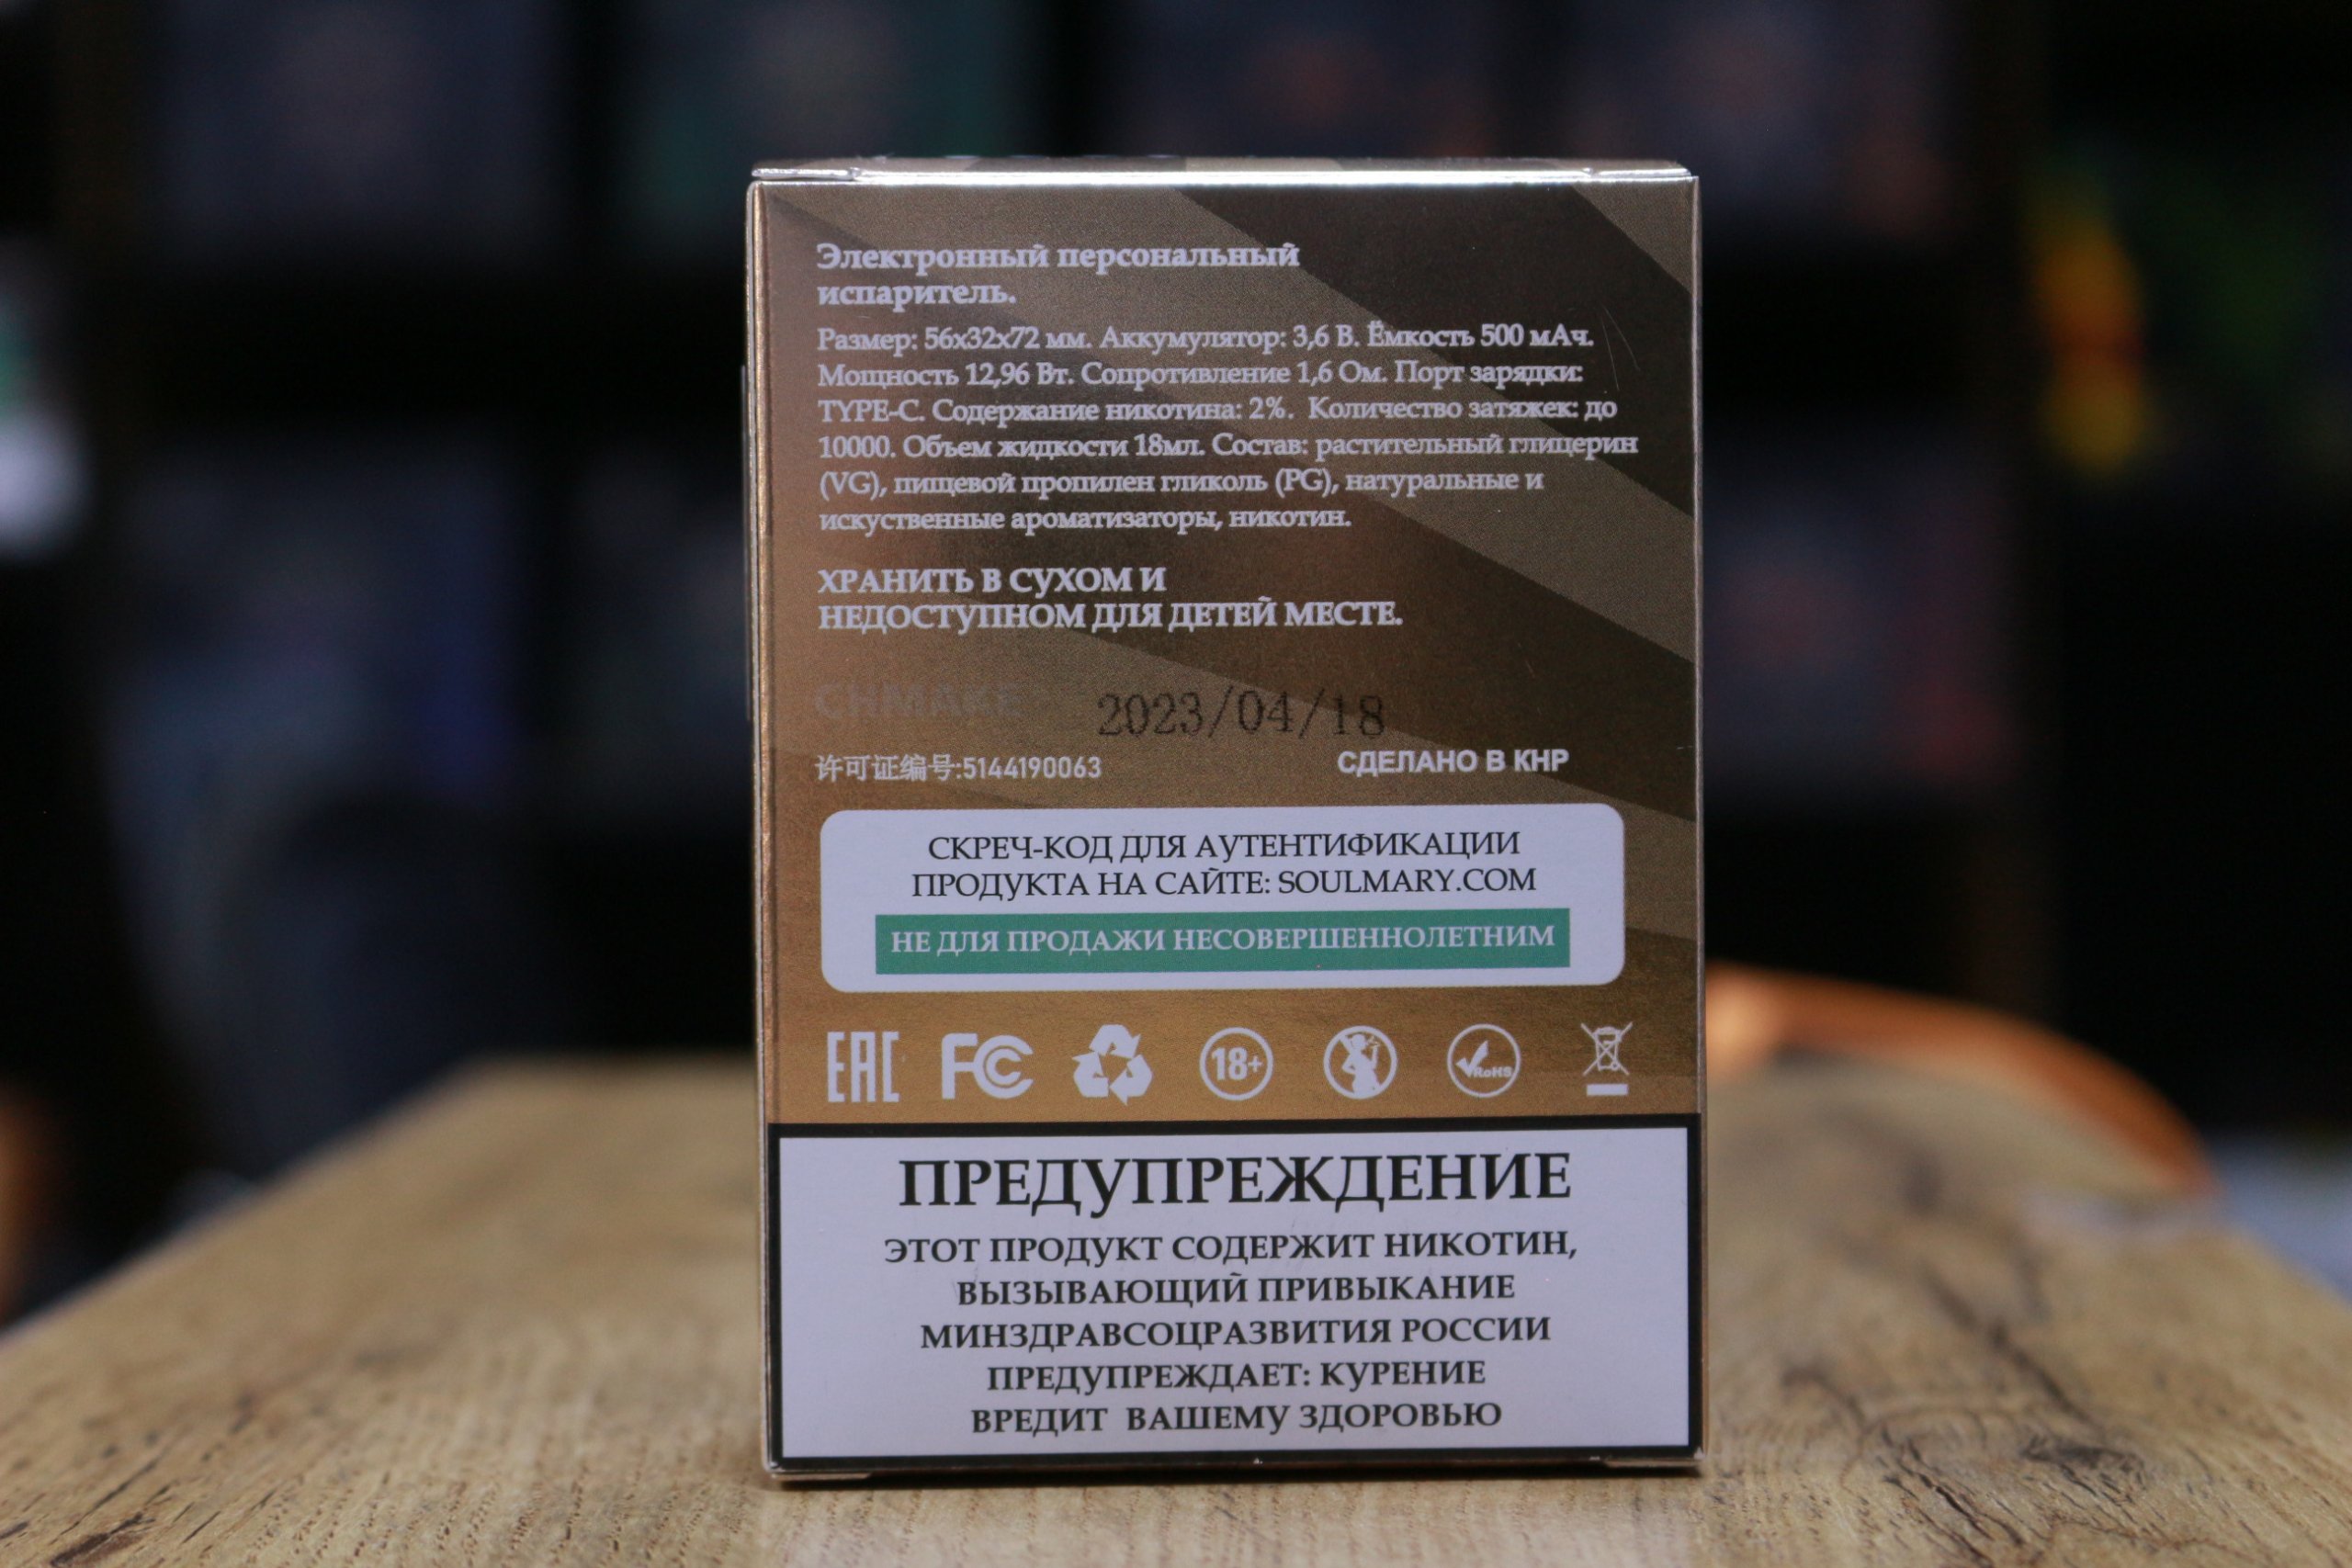 Электронный персональный
испаритель.
Размер: 56x32x72 мм. Аккумулятор: 3,6 В. Ёмкость 500 мАч.
Мощность 12,96 Вт. Сопротивление 1,6 Ом. Порт зарядки:
TYPE-C. Содержание никотина: 2%. Количество затяжек: до
10000. Объем жидкости 18мл. Состав: растительный глицерин
(VG), пищевой пропилен гликоль (PG), натуральные и
искуственные ароматизаторы, никотин.
ХРАНИТЬ В СУХОМ И
НЕДОСТУПНОМ ДЛЯ ДЕТЕЙ МЕСТЕ.
CHMAKE 2023/04/18
许可证编号:5144190063 СДЕЛАНО В КНР
СКРЕЧ-КОД ДЛЯ АУТЕНТИФИКАЦИИ
ПРОДУКТА НА САЙТЕ: SOULMARY.COM
НЕ ДЛЯ ПРОДАЖИ НЕСОВЕРШЕННОЛЕТНИМ
EAC FC 18+ RoHS
ПРЕДУПРЕЖДЕНИЕ
ЭТОТ ПРОДУКТ СОДЕРЖИТ НИКОТИН,
ВЫЗЫВАЮЩИЙ ПРИВЫКАНИЕ
МИНЗДРАВСОЦРАЗВИТИЯ РОССИИ
ПРЕДУПРЕЖДАЕТ: КУРЕНИЕ
ВРЕДИТ ВАШЕМУ ЗДОРОВЬЮ